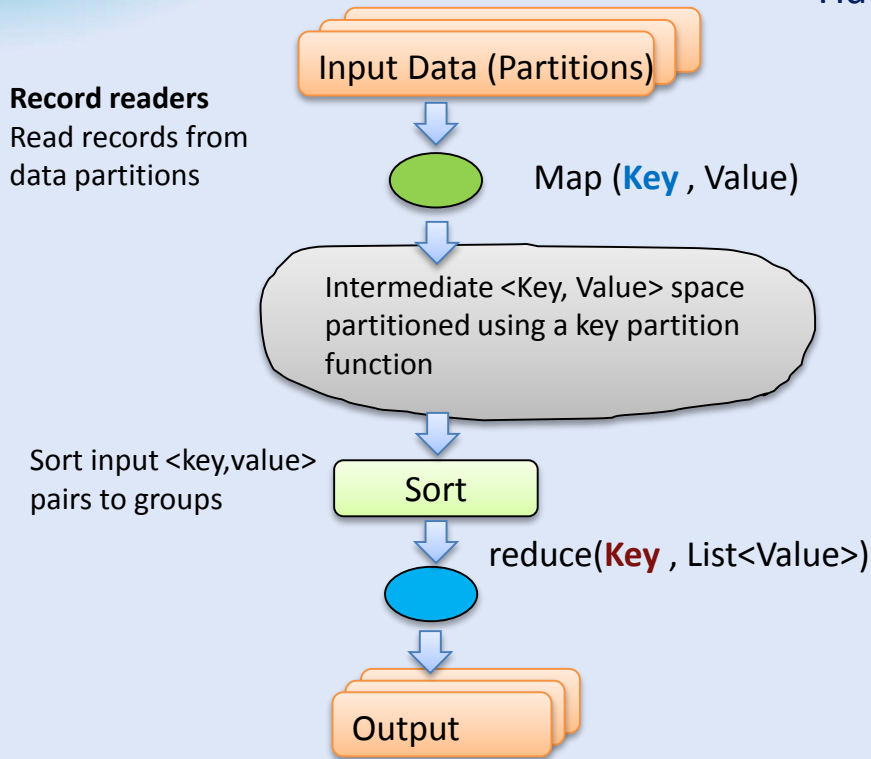 Input Data (Partitions)
Record readers
Read records from
data partitions
Map (Key , Value)
Intermediate <Key, Value> space
partitioned using a key partition
function
Sort input <key,value>
pairs to groups
Sort
reduce(Key , List<Value>)
Output